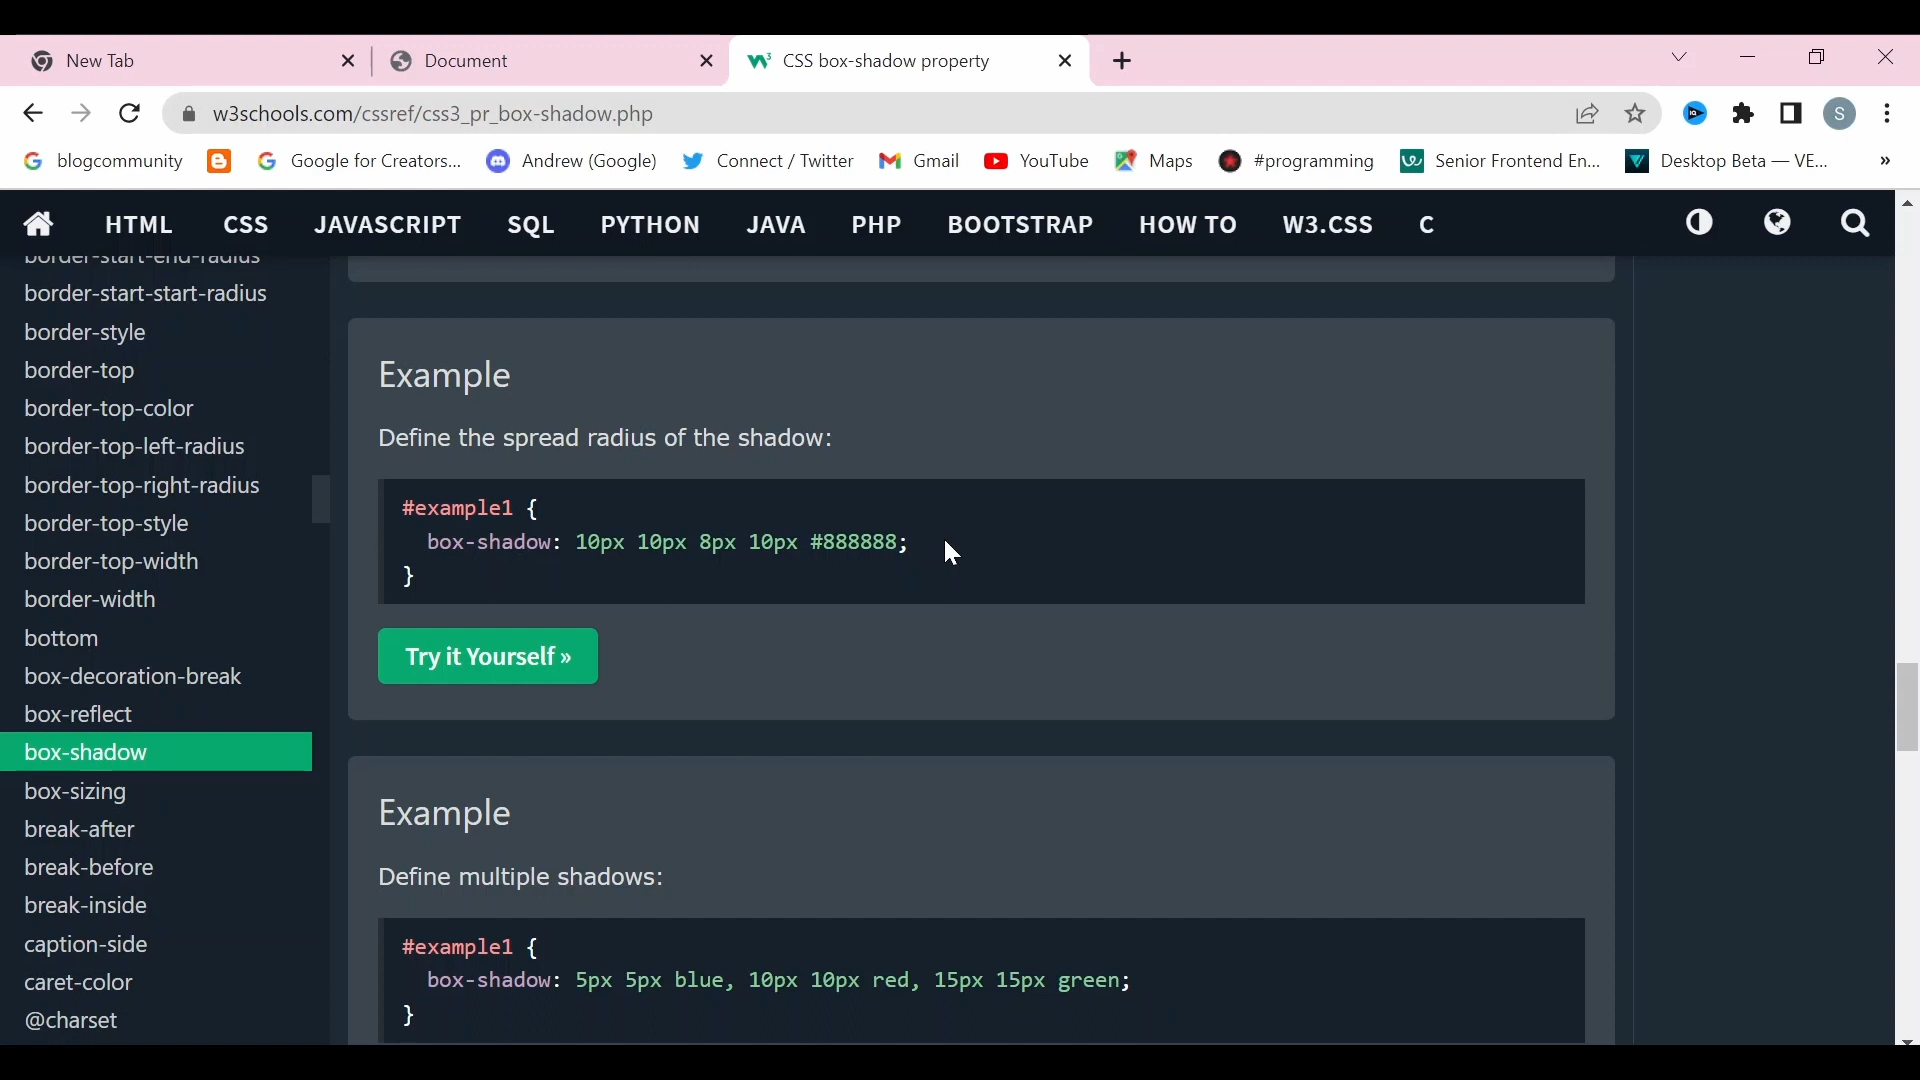 New Tab
Document
CSS box-shadow property
w3schools.com/cssref/css3_pr_box-shadow.php
S
blogcommunity
Google for Creators...
Andrew (Google)
Connect / Twitter
Gmail
YouTube
Maps
#programming
Senior Frontend En...
Desktop Beta — VE...
»
HTML
CSS
JAVASCRIPT
SQL
PYTHON
JAVA
PHP
BOOTSTRAP
HOW TO
W3.CSS
C
border-start-end-radius
border-start-start-radius
border-style
border-top
border-top-color
border-top-left-radius
border-top-right-radius
border-top-style
border-top-width
border-width
bottom
box-decoration-break
box-reflect
box-shadow
box-sizing
break-after
break-before
break-inside
caption-side
caret-color
@charset
Example
Define the spread radius of the shadow:
#example1 {
box-shadow: 10px 10px 8px 10px #888888;
}
Try it Yourself »
Example
Define multiple shadows:
#example1 {
box-shadow: 5px 5px blue, 10px 10px red, 15px 15px green;
}